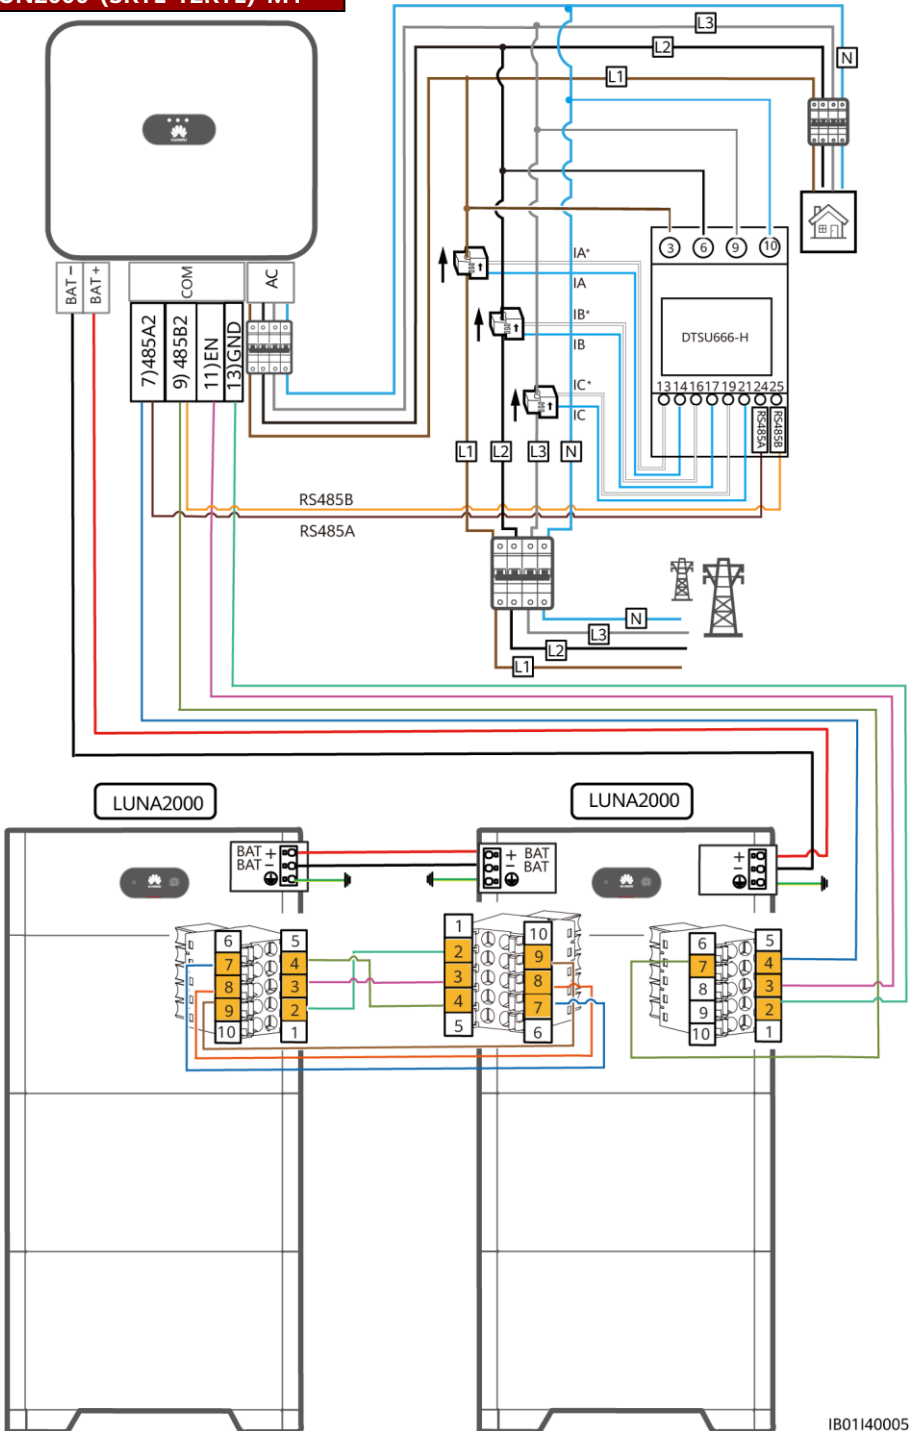 L3
L2
N
L1
BAT –
BAT +
COM
AC
7)485A2
9) 485B2
11)EN
13)GND
3
6
9
10
IA*
IA
IB*
IB
IC*
IC
DTSU666-H
13 14 16 17 19 21 24 25
RS485A
RS485B
L1
L2
L3
N
RS485B
RS485A
N
L3
L2
L1
LUNA2000
LUNA2000
BAT +
BAT –
+ BAT
– BAT
+
–
6
7
8
9
10
5
4
3
2
1
1
2
3
4
5
10
9
8
7
6
6
7
8
9
10
5
4
3
2
1
IB01I40005